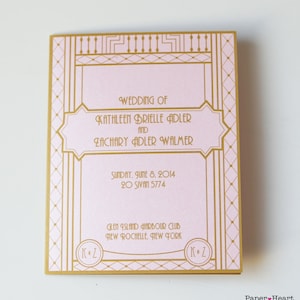 WEDDING OF
KATHLEEN BRIELLE ADLER
AND
ZACHARY ADLER WALMER
SUNDAY, JUNE 8, 2014
20 SIVAN 5774
GLEN ISLAND HARBOUR CLUB
NEW ROCHELLE, NEW YORK
K♥Z K♥Z
Paper♥Heart